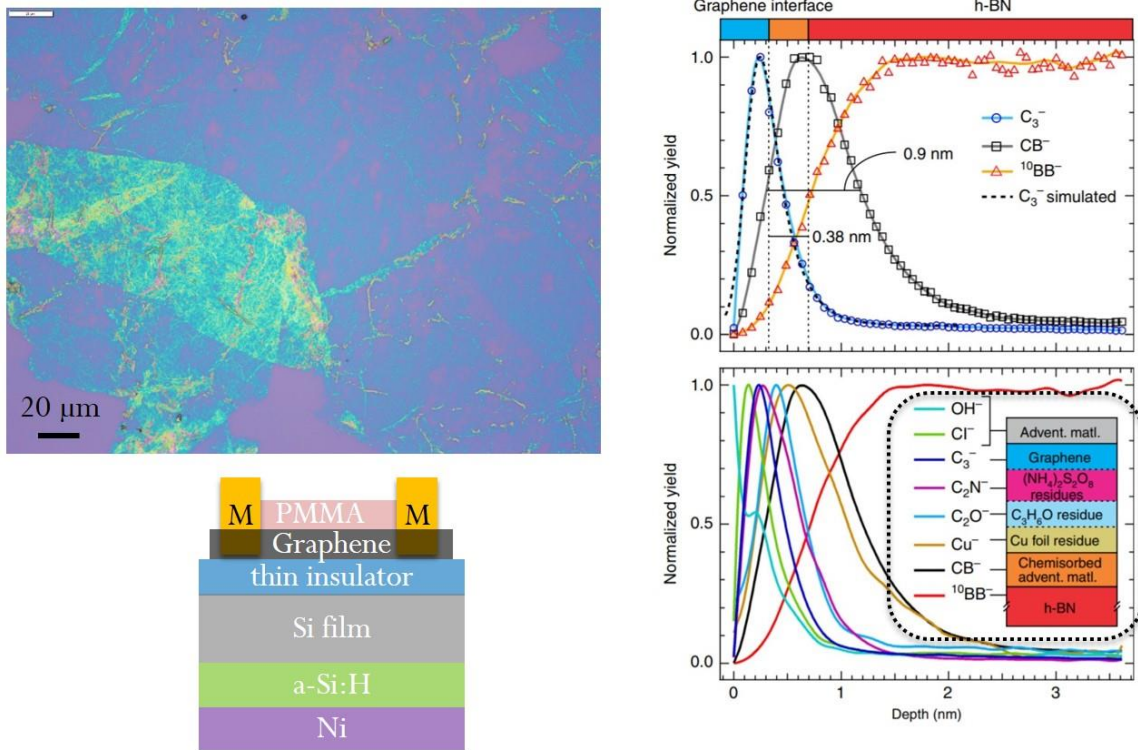 20 µm
M
PMMA
M
Graphene
thin insulator
Si film
a-Si:H
Ni
Graphene interface
h-BN
1.0
0.5
0.0
Normalized yield
C₃⁻
CB⁻
¹⁰BB⁻
C₃⁻ simulated
0.9 nm
0.38 nm
1.0
0.5
0.0
Normalized yield
OH⁻
Cl⁻
C₃⁻
C₂N⁻
C₂O⁻
Cu⁻
CB⁻
¹⁰BB⁻
Advent. matl.
Graphene
(NH₄)₂S₂O₈
residues
C₃H₆O residue
Cu foil residue
Chemisorbed
advent. matl.
h-BN
0
1
2
3
Depth (nm)